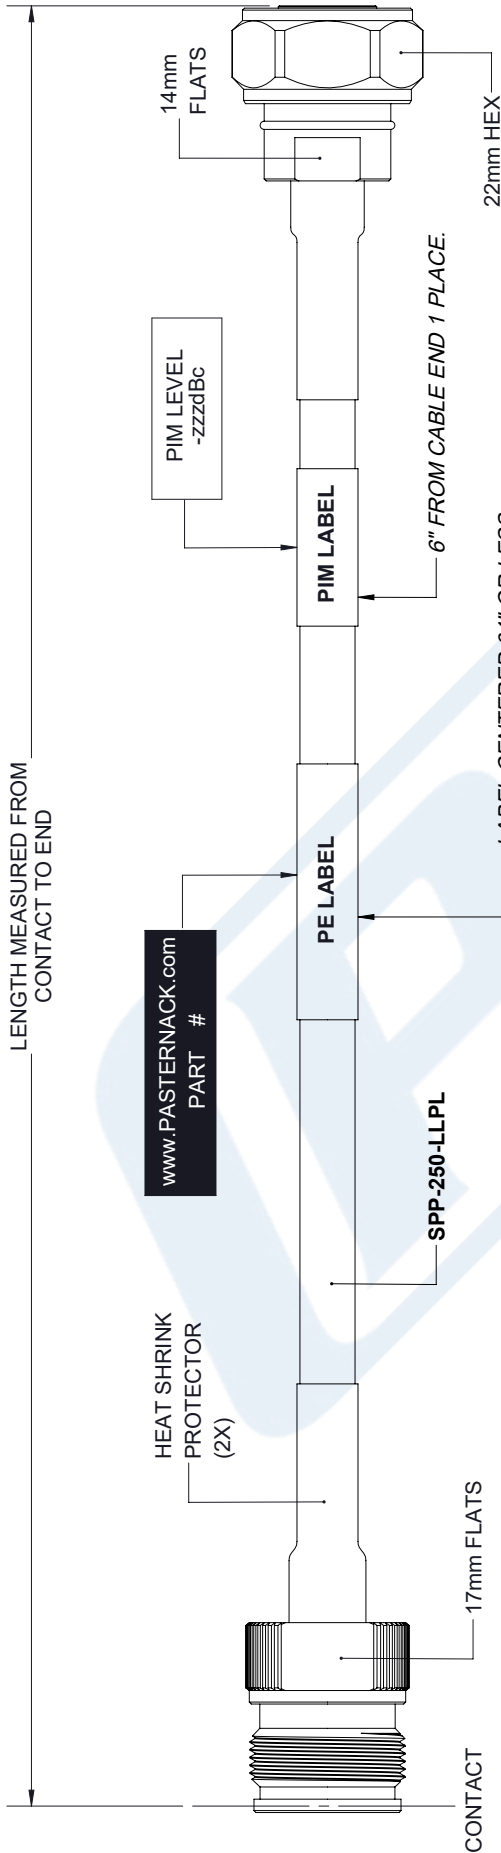 LENGTH MEASURED FROM
CONTACT TO END
14mm
FLATS
22mm HEX
PIM LEVEL
-zzzdBc
PIM LABEL
6" FROM CABLE END 1 PLACE.
www.PASTERNACK.com
PART #
PE LABEL
HEAT SHRINK
PROTECTOR
(2X)
SPP-250-LLPL
17mm FLATS
CONTACT